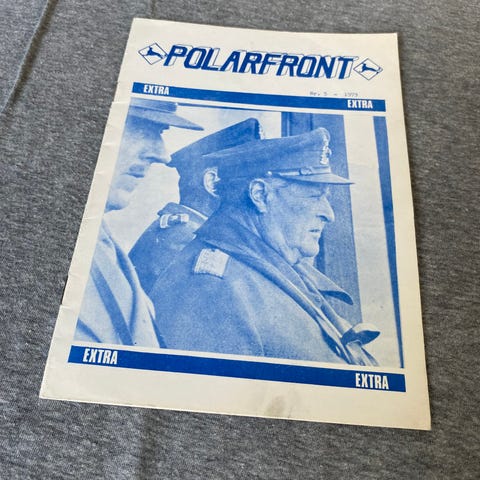 POLARFRONT
Nr. 5 - 1979
EXTRA
EXTRA
EXTRA
EXTRA